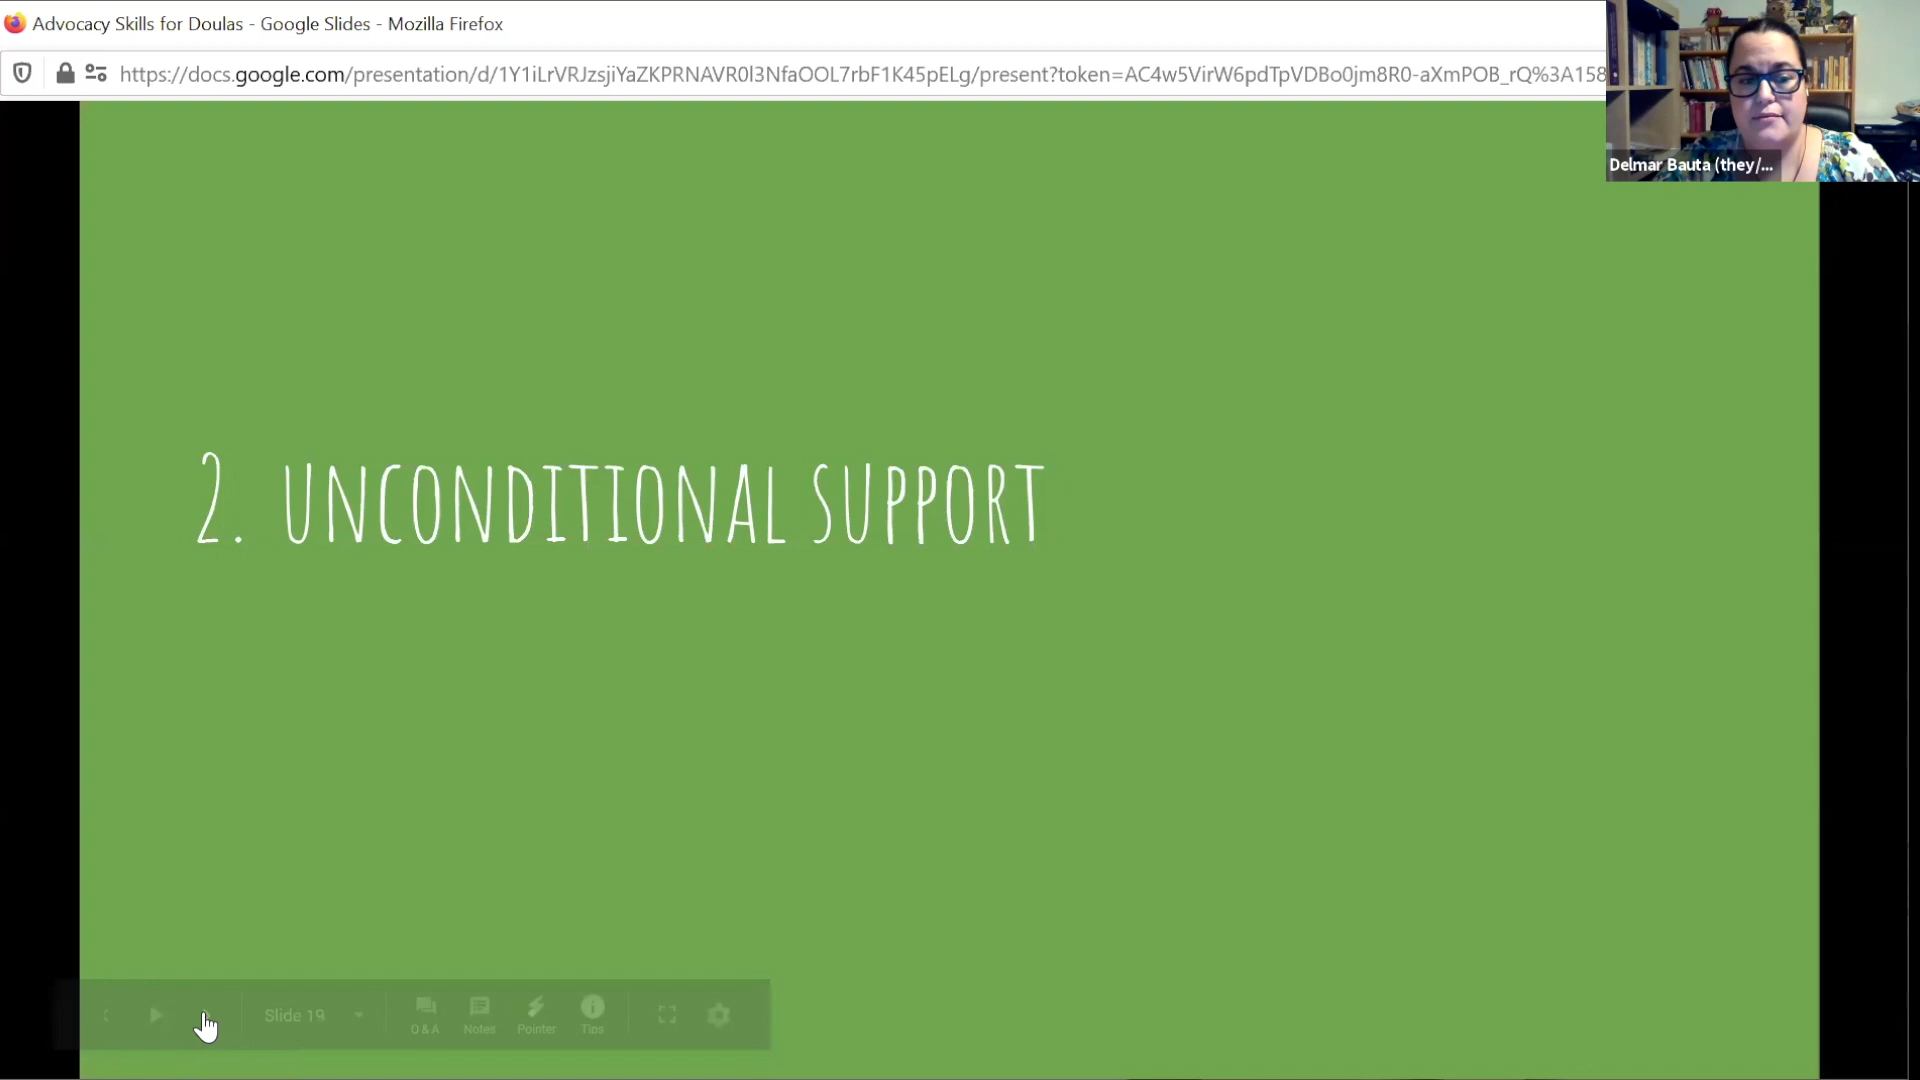 Advocacy Skills for Doulas - Google Slides - Mozilla Firefox
https://docs.google.com/presentation/d/1Y1iLrVRJzsjiYaZKPRNAVR0l3NfaOOL7rbF1K45pELg/present?token=AC4w5VirW6pdTpVDBo0jm8R0-aXmPOB_rQ%3A158
Delmar Bauta (they/...
2. UNCONDITIONAL SUPPORT
Slide 19
Q & A
Notes
Pointer
Tips